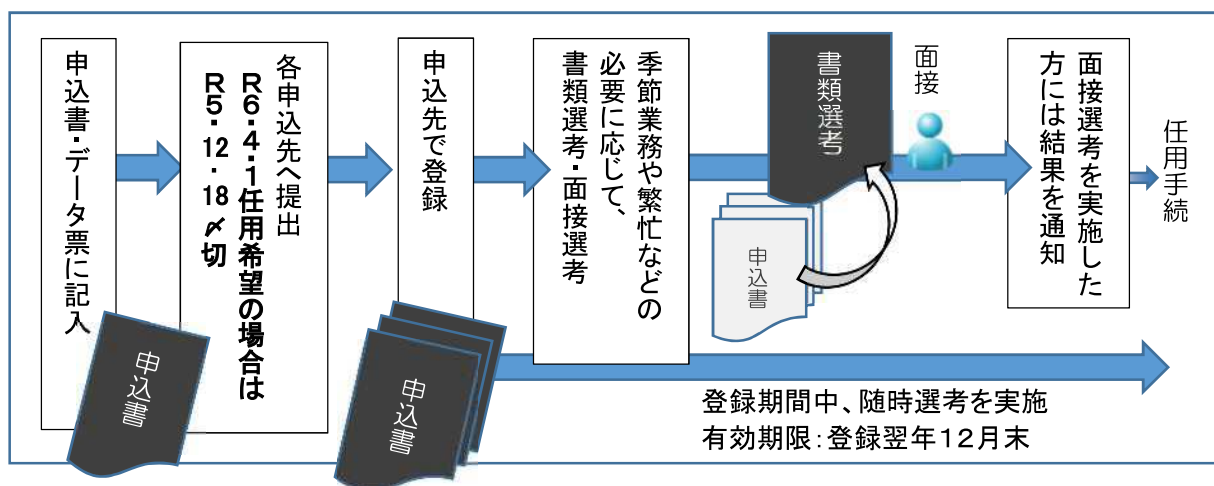 申込書・データ票に記入
申込書
各申込先へ提出
R6・4・1任用希望の場合は
R5・12・18〆切
申込先で登録
申込書
季節業務や繁忙などの
必要に応じて、
書類選考・面接選考
書類選考
申込書
面接
面接選考を実施した
方には結果を通知
任用手続
登録期間中、随時選考を実施
有効期限：登録翌年12月末